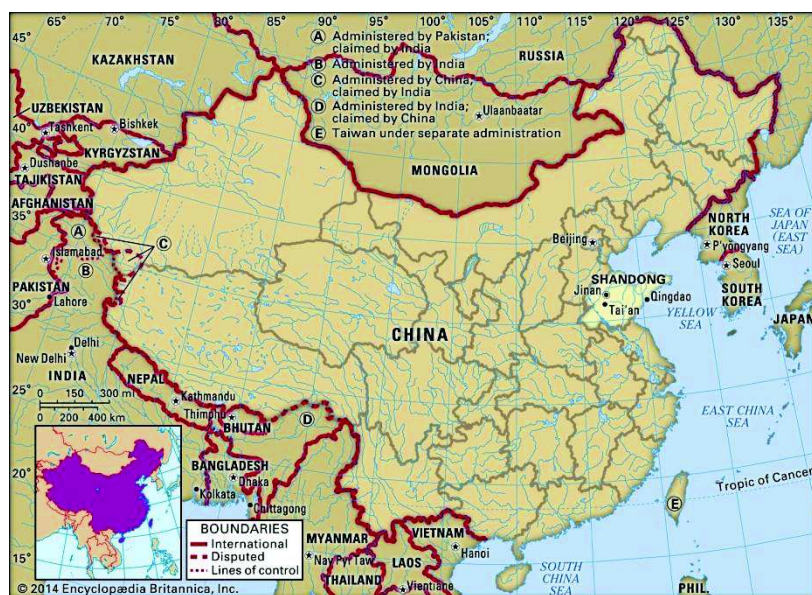 75° 80° 85° 90° 95° 100° 105° 110° 115° 120° 125° 130° 135°
45°
40°
35°
30°
25°
20°
15°
KAZAKHSTAN
RUSSIA
A Administered by Pakistan;
claimed by India
B Administered by India
C Administered by China;
claimed by India
D Administered by India;
claimed by China
E Taiwan under separate administration
UZBEKISTAN
Tashkent
Bishkek
KYRGYZSTAN
Dushanbe
TAJIKISTAN
AFGHANISTAN
Ulaanbaatar
MONGOLIA
A
B
C
Islamabad
PAKISTAN
Lahore
Delhi
New Delhi
INDIA
Beijing
NORTH
KOREA
P'yŏngyang
Seoul
SOUTH
KOREA
SEA OF
JAPAN
(EAST
SEA)
JAPAN
SHANDONG
Jinan
Qingdao
Tai'an
YELLOW
SEA
CHINA
0 150 300 mi
0 200 400 km
NEPAL
Kathmandu
Thimphu
BHUTAN
D
BANGLADESH
Dhaka
Kolkata
Chittagong
EAST CHINA
SEA
Tropic of Cancer
E
MYANMAR
Nay Pyi Taw
VIETNAM
Hanoi
LAOS
THAILAND
Vientiane
SOUTH
CHINA
SEA
PHIL.
BOUNDARIES
International
Disputed
Lines of control
© 2014 Encyclopædia Britannica, Inc.